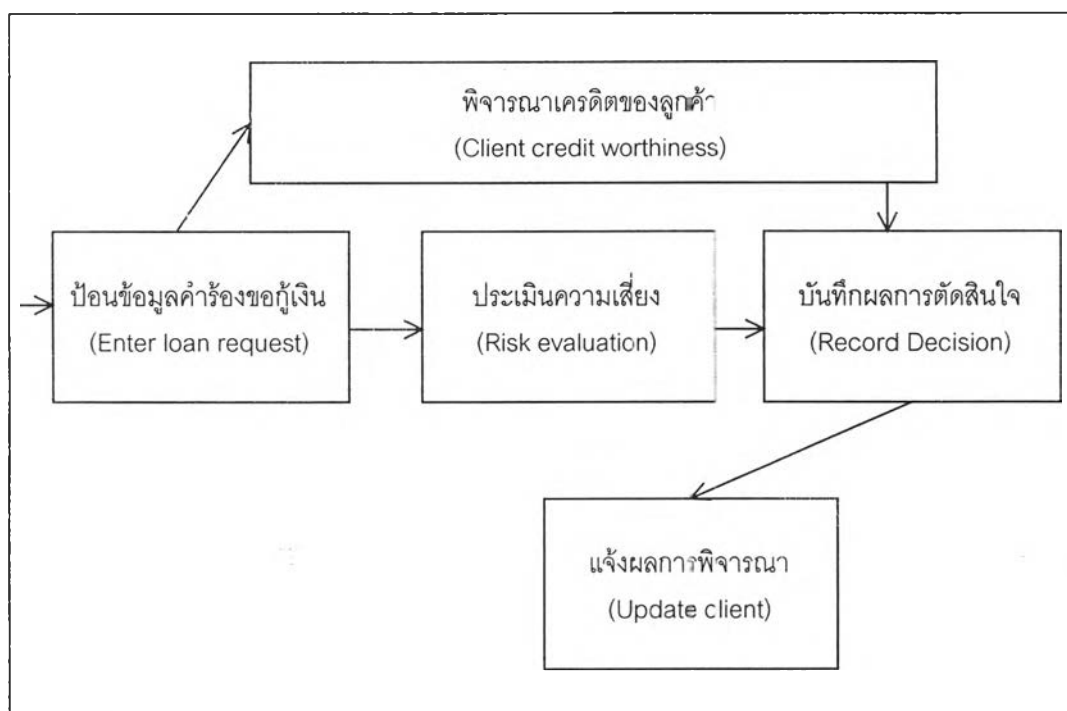 พิจารณาเครดิตของลูกค้า
(Client credit worthiness)
ป้อนข้อมูลคำร้องขอกู้เงิน
(Enter loan request)
ประเมินความเสี่ยง
(Risk evaluation)
บันทึกผลการตัดสินใจ
(Record Decision)
แจ้งผลการพิจารณา
(Update client)